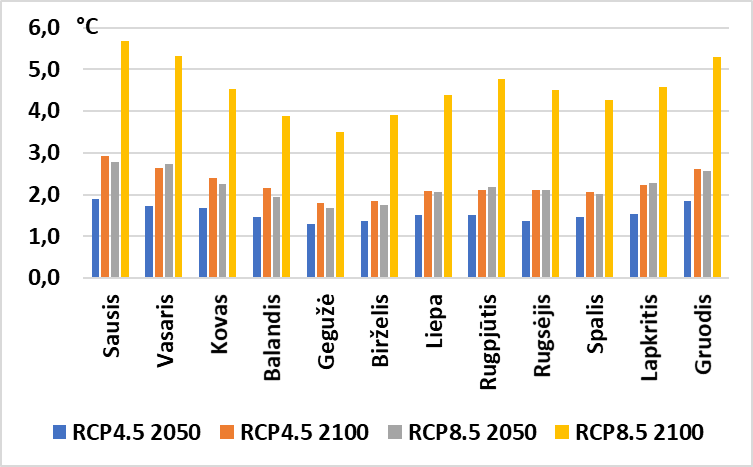 6,0 °C
5,0
4,0
3,0
2,0
1,0
0,0
Sausis
Vasaris
Kovas
Balandis
Gegužė
Birželis
Liepa
Rugpjūtis
Rugsėjis
Spalis
Lapkritis
Gruodis
RCP4.5 2050 RCP4.5 2100 RCP8.5 2050 RCP8.5 2100